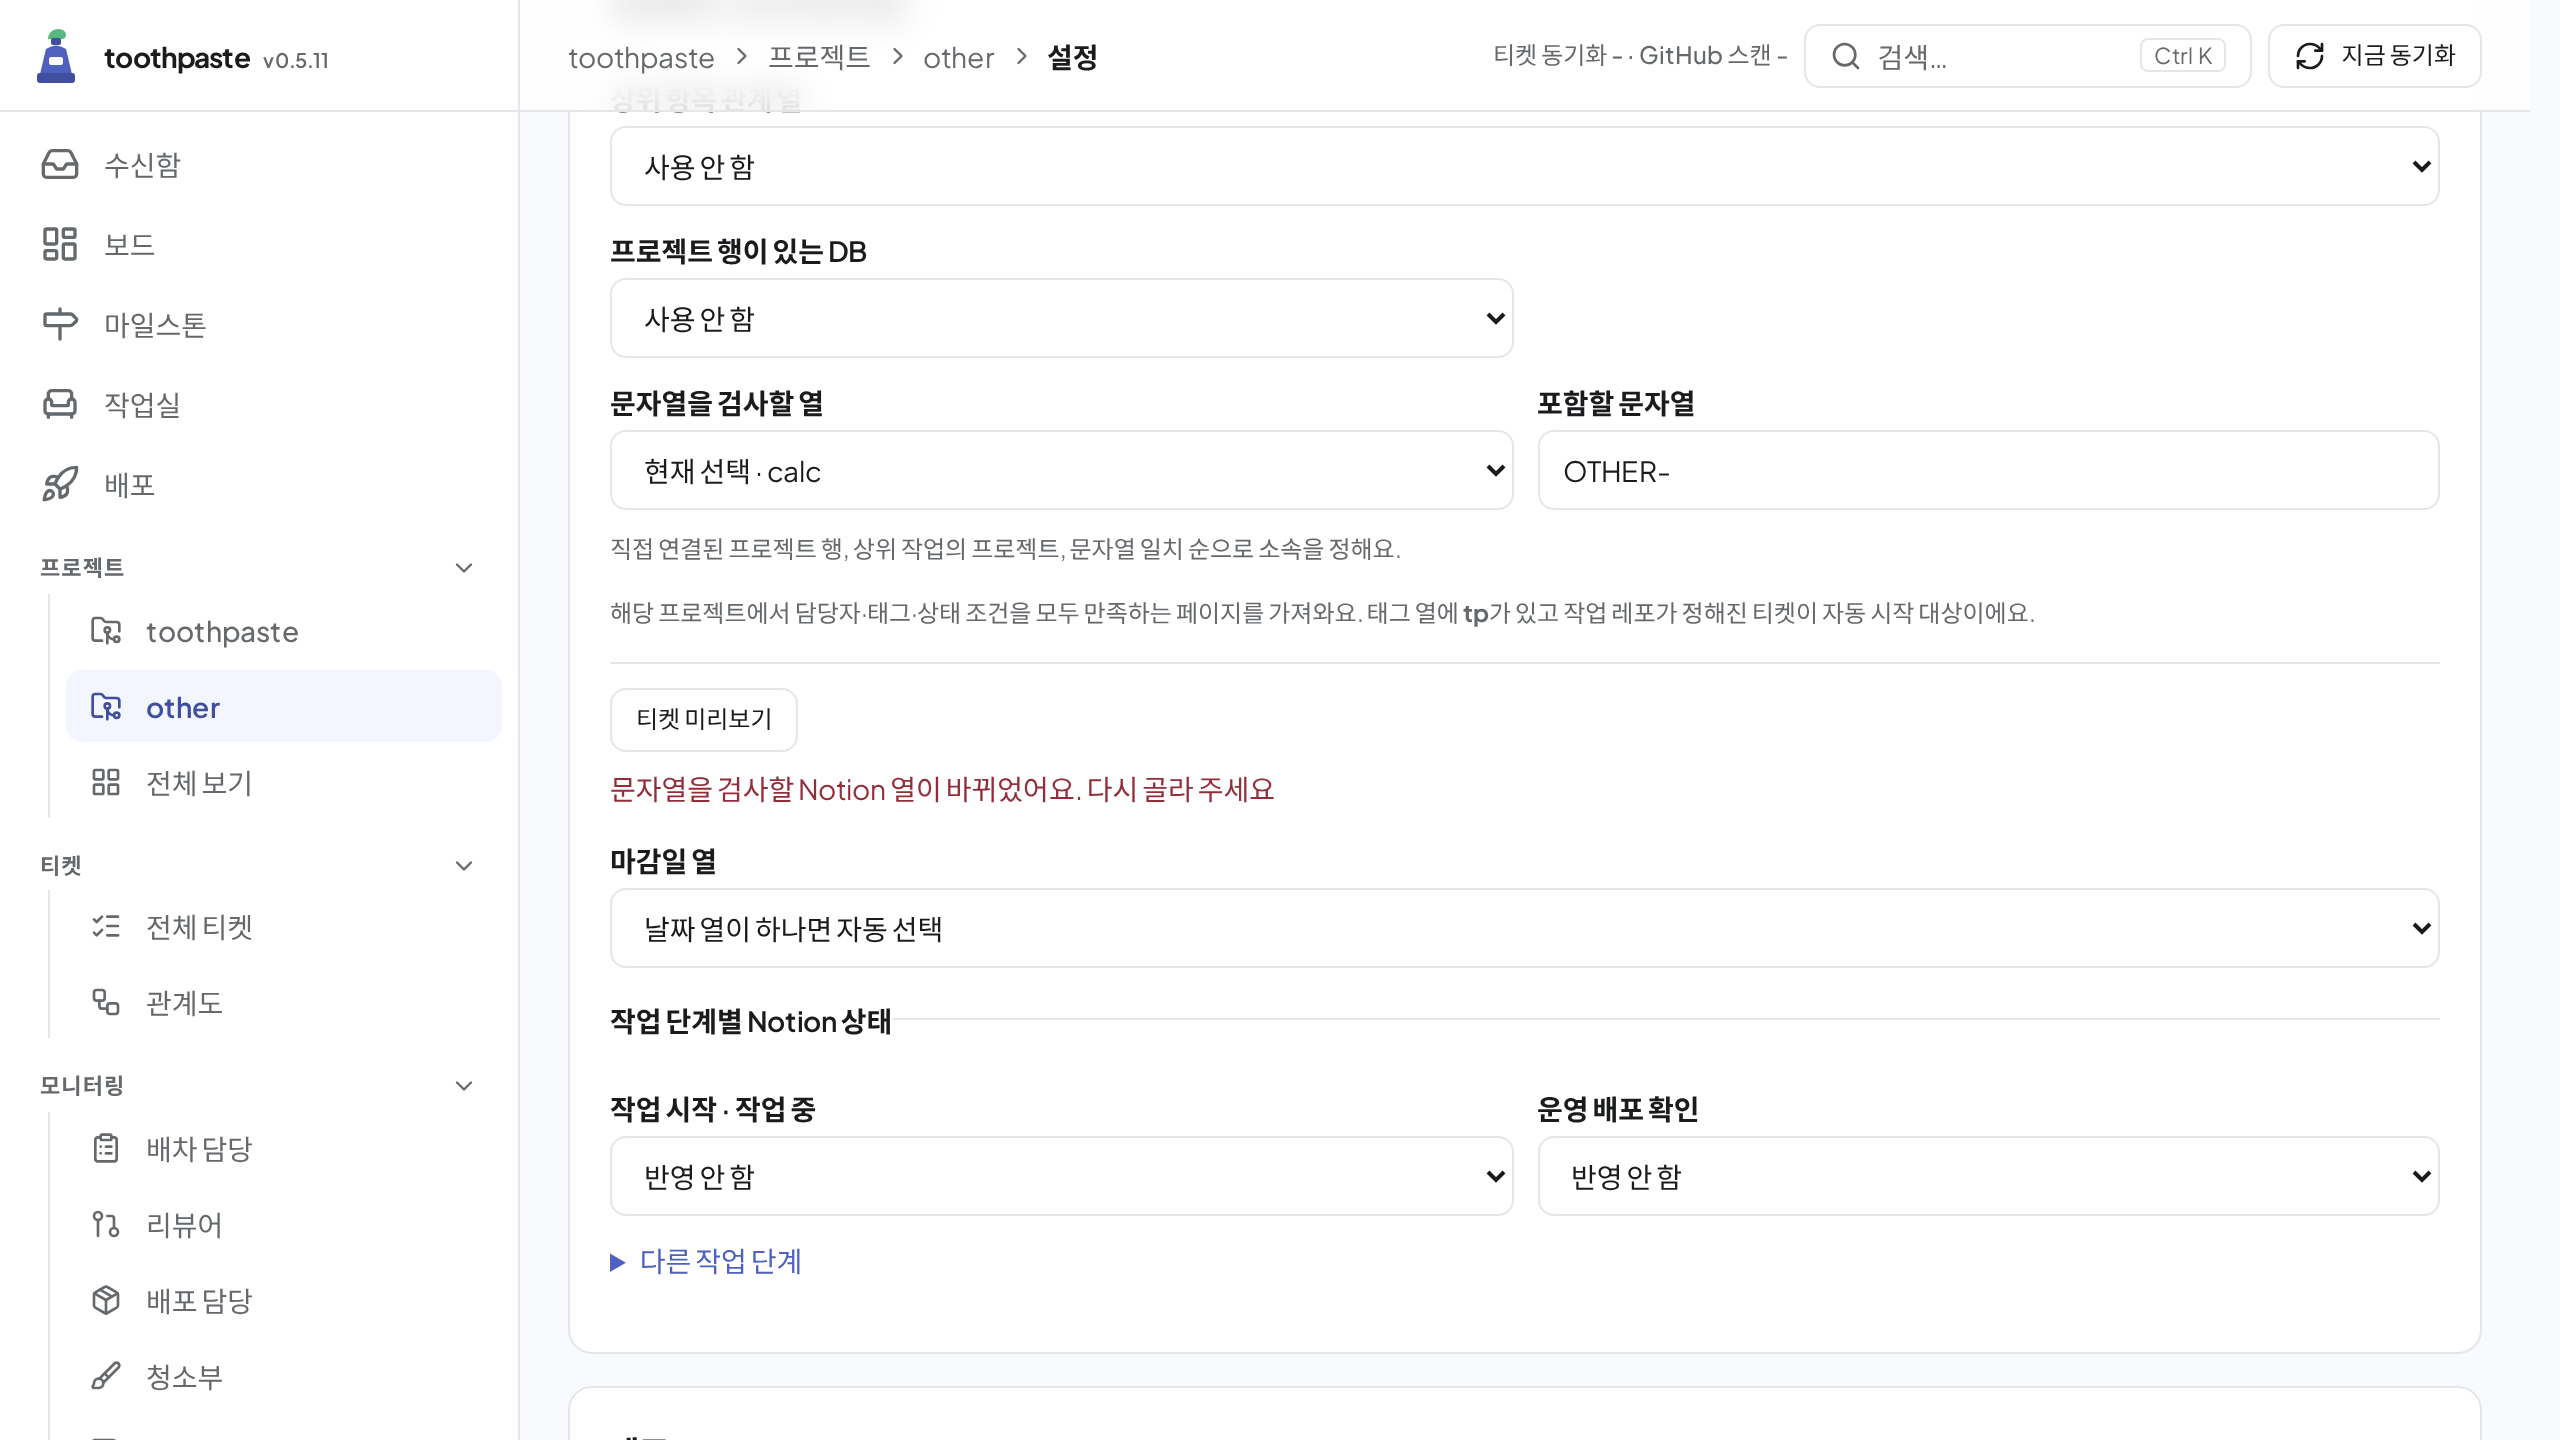 toothpaste v0.5.11
toothpaste > 프로젝트 > other > 설정
티켓 동기화 - · GitHub 스캔 -
검색...
Ctrl K
지금 동기화
수신함
보드
마일스톤
작업실
배포
프로젝트
toothpaste
other
전체 보기
티켓
전체 티켓
관계도
모니터링
배차 담당
리뷰어
배포 담당
청소부
상위 항목 관계 열
사용 안 함
프로젝트 행이 있는 DB
사용 안 함
문자열을 검사할 열
현재 선택 · calc
포함할 문자열
OTHER-
직접 연결된 프로젝트 행, 상위 작업의 프로젝트, 문자열 일치 순으로 소속을 정해요.
해당 프로젝트에서 담당자·태그·상태 조건을 모두 만족하는 페이지를 가져와요. 태그 열에 tp가 있고 작업 레포가 정해진 티켓이 자동 시작 대상이에요.
티켓 미리보기
문자열을 검사할 Notion 열이 바뀌었어요. 다시 골라 주세요
마감일 열
날짜 열이 하나면 자동 선택
작업 단계별 Notion 상태
작업 시작 · 작업 중
반영 안 함
운영 배포 확인
반영 안 함
▶ 다른 작업 단계